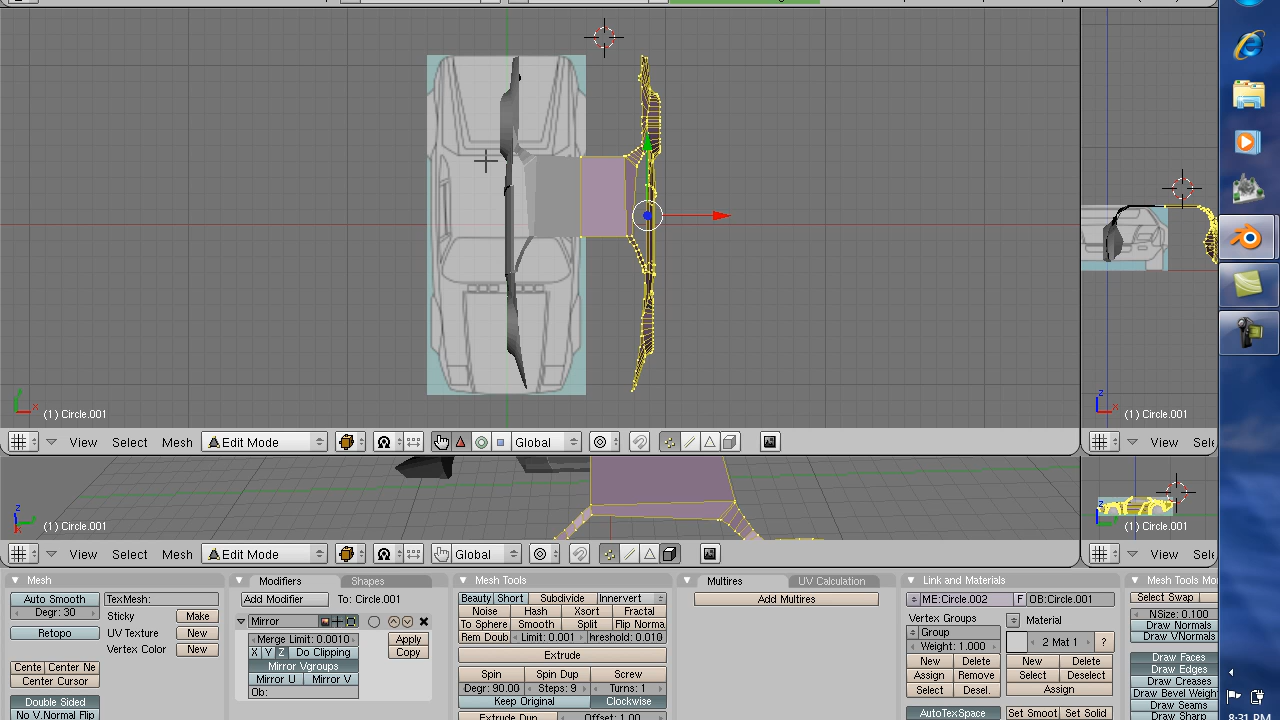 (1) Circle.001
(1) Circle.001
View Select Mesh Edit Mode Global
View
(1) Circle.001
(1) Circle.001
View Select Mesh Edit Mode Global
View
Mesh
Auto Smooth
Degr: 30
Retopo
Center Cursor
Double Sided
No V.Normal Flip
TexMesh:
Sticky Make
UV Texture New
Vertex Color New
Modifiers Shapes
Add Modifier To: Circle.001
Mirror
Merge Limit: 0.0010
X Y Z Do Clipping
Mirror Vgroups
Mirror U Mirror V
Ob:
Apply
Copy
Mesh Tools
Beauty Short Subdivide Innervert
Noise Hash Xsort Fractal
To Sphere Smooth Split Flip Norma
Rem Doub Limit: 0.001 hreshold: 0.010
Extrude
Spin Spin Dup Screw
Degr: 90.00 Steps: 9 Turns: 1
Keep Original Clockwise
Extrude Dup Offset: 1.00
Multires UV Calculation
Add Multires
Link and Materials
ME:Circle.002 F OB:Circle.001
Vertex Groups
Group
Weight: 1.000
New Delete
Assign Remove
Select Desel.
AutoTexSpace
Material
2 Mat 1 ?
New Delete
Select Deselect
Assign
Set Smoot Set Solid
Mesh Tools Mo
Select Swap
NSize: 0.100
Draw Normals
Draw VNormals
Draw Faces
Draw Edges
Draw Creases
Draw Bevel Weight
Draw Seams
Draw Sharp
8:31 PM